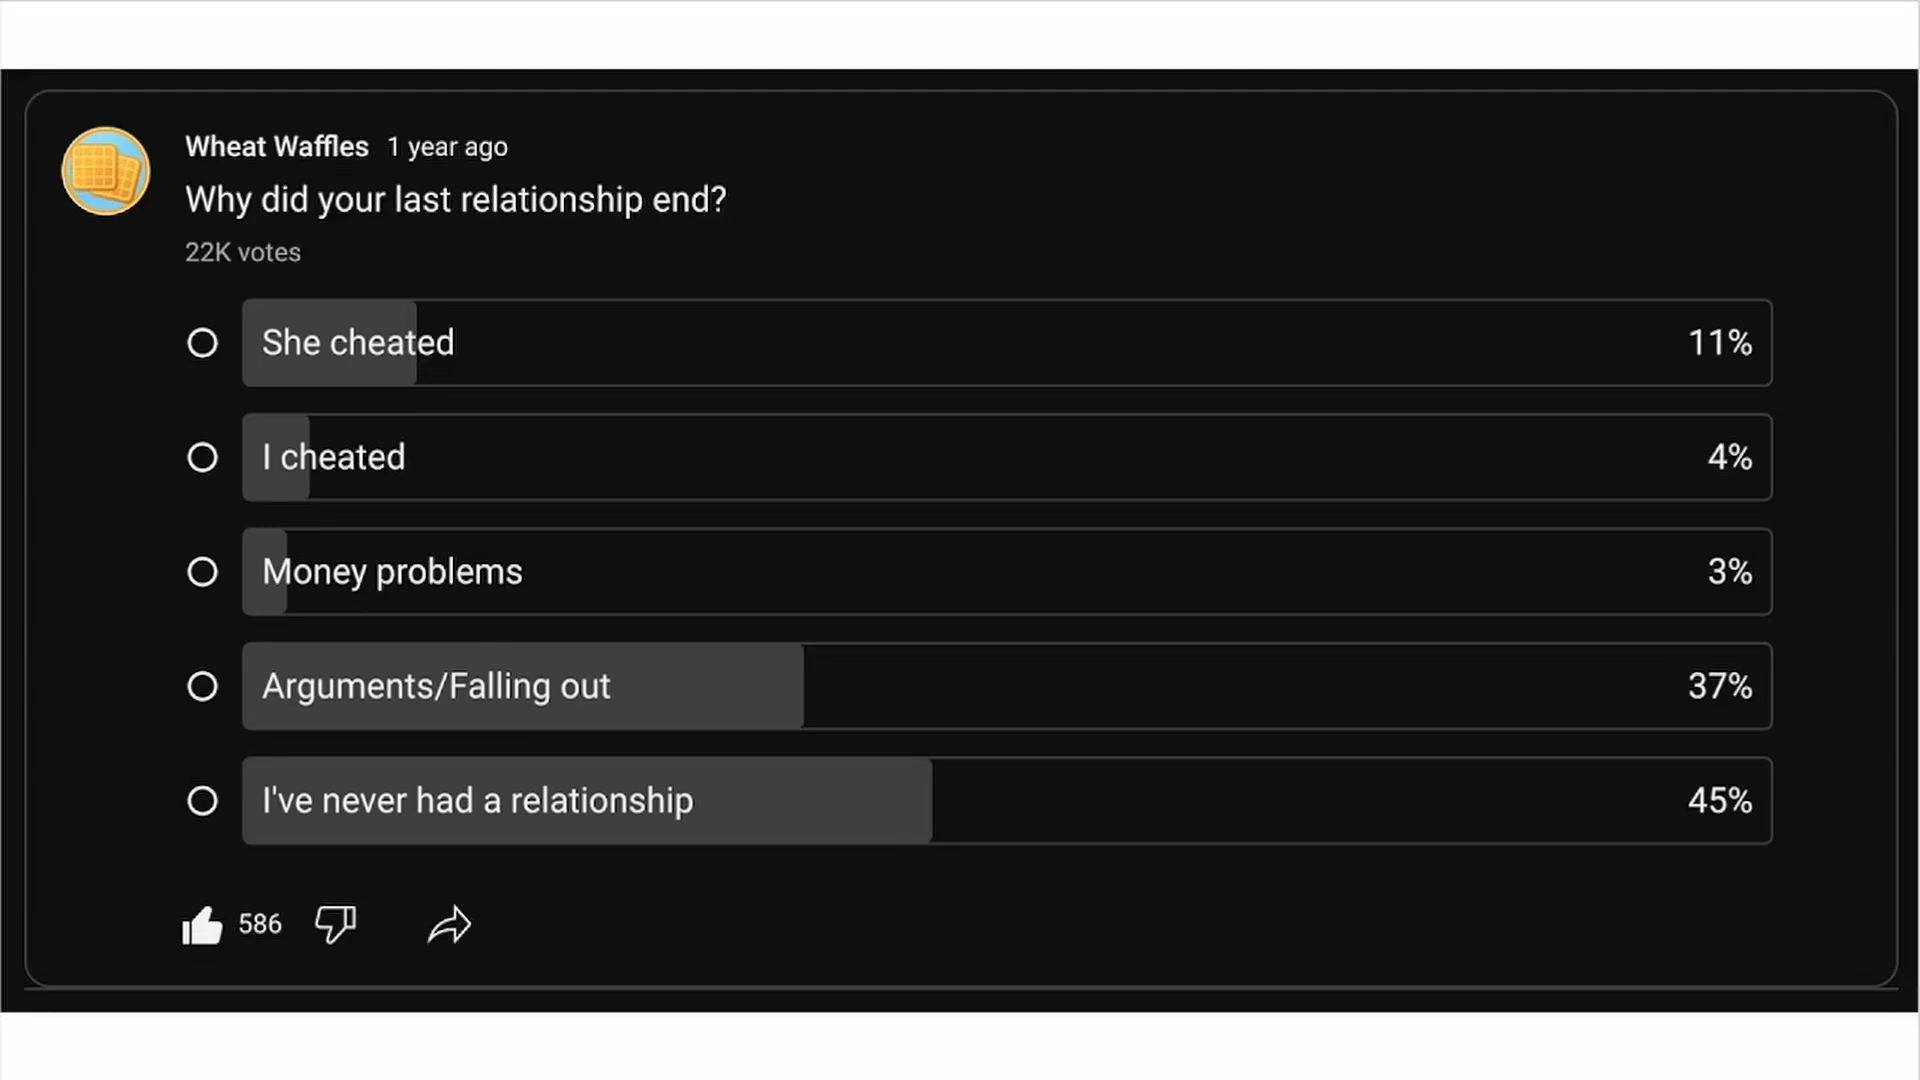 Wheat Waffles 1 year ago
Why did your last relationship end?
22K votes
She cheated 11%
I cheated 4%
Money problems 3%
Arguments/Falling out 37%
I've never had a relationship 45%
586